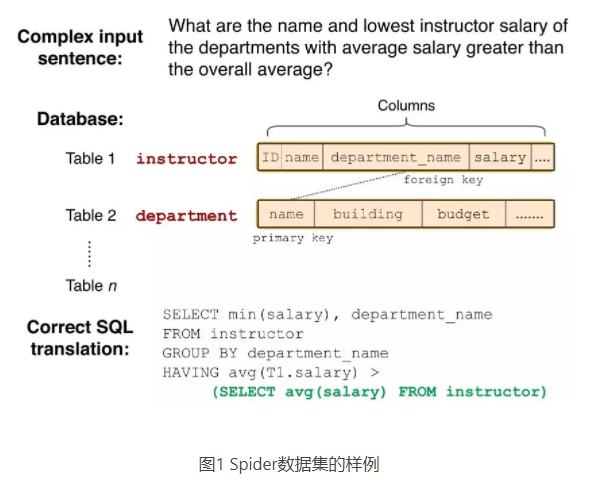 Complex input sentence:
What are the name and lowest instructor salary of
the departments with average salary greater than
the overall average?
Columns
Database:
Table 1 instructor ID name department_name salary ....
foreign key
Table 2 department name building budget .......
primary key
Table n
Correct SQL translation:
SELECT min(salary), department_name
FROM instructor
GROUP BY department_name
HAVING avg(T1.salary) >
(SELECT avg(salary) FROM instructor)
图1 Spider数据集的样例